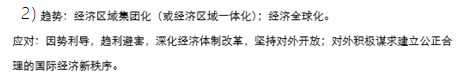 2) 趋势：经济区域集团化（或经济区域一体化）；经济全球化。
应对：因势利导，趋利避害，深化经济体制改革，坚持对外开放；对外积极谋求建立公正合
理的国际经济新秩序。